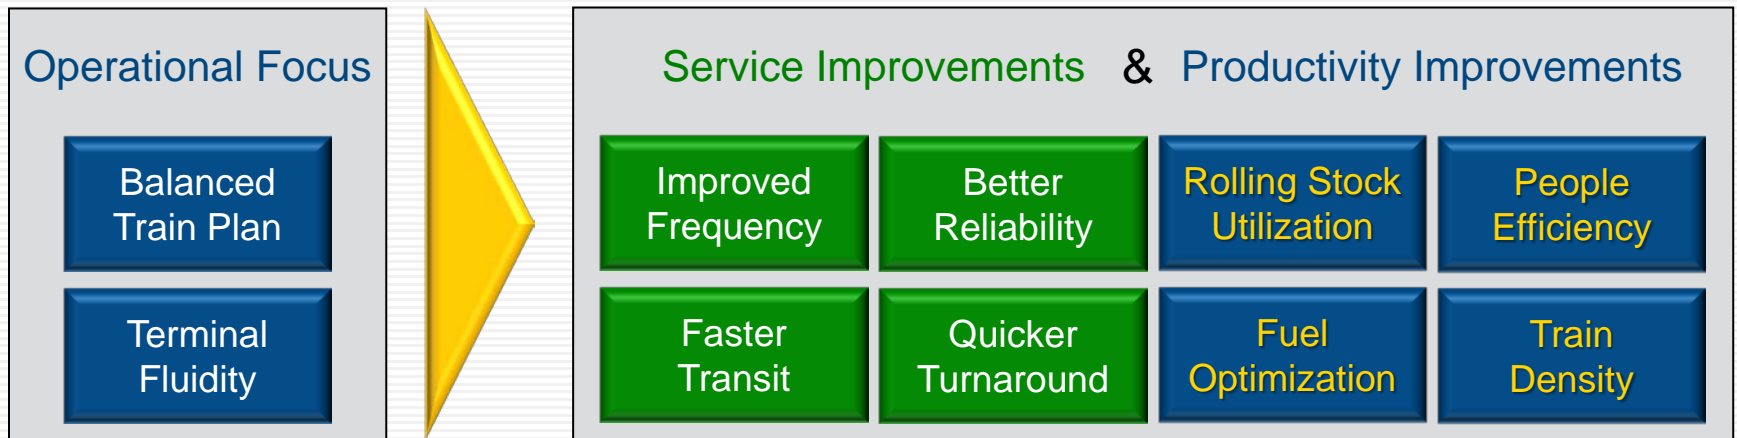 Operational Focus
Balanced
Train Plan
Terminal
Fluidity
Service Improvements & Productivity Improvements
Improved
Frequency
Better
Reliability
Rolling Stock
Utilization
People
Efficiency
Faster
Transit
Quicker
Turnaround
Fuel
Optimization
Train
Density